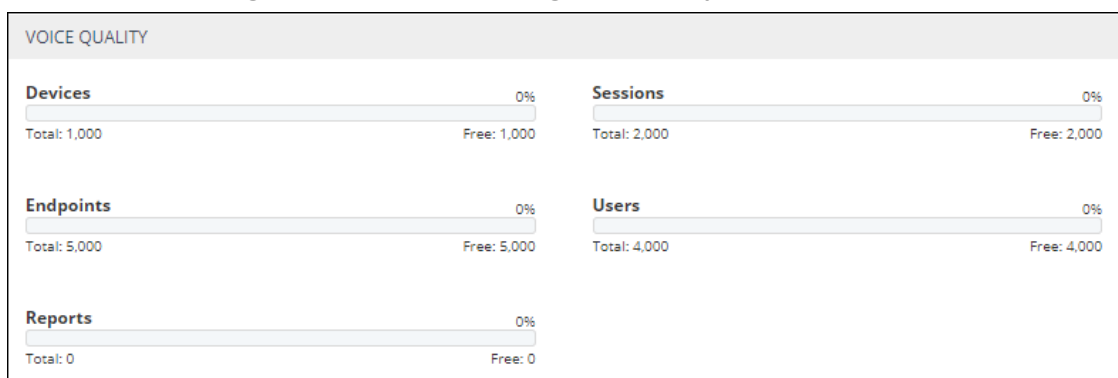 VOICE QUALITY
Devices 0%
Total: 1,000 Free: 1,000
Sessions 0%
Total: 2,000 Free: 2,000
Endpoints 0%
Total: 5,000 Free: 5,000
Users 0%
Total: 4,000 Free: 4,000
Reports 0%
Total: 0 Free: 0